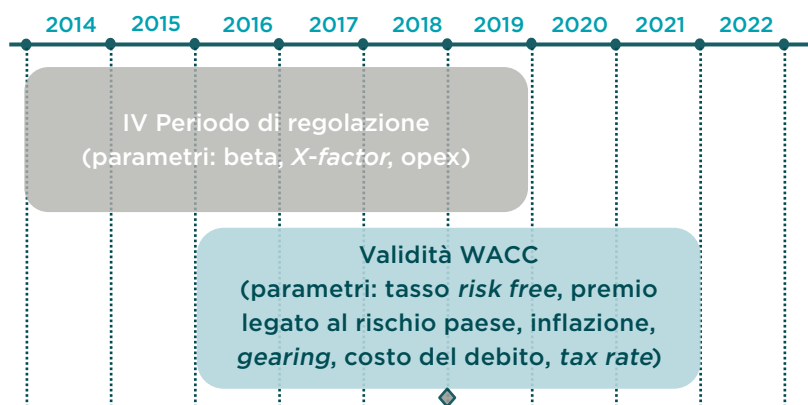 2014 2015 2016 2017 2018 2019 2020 2021 2022
IV Periodo di regolazione
(parametri: beta, X-factor, opex)
Validità WACC
(parametri: tasso risk free, premio
legato al rischio paese, inflazione,
gearing, costo del debito, tax rate)